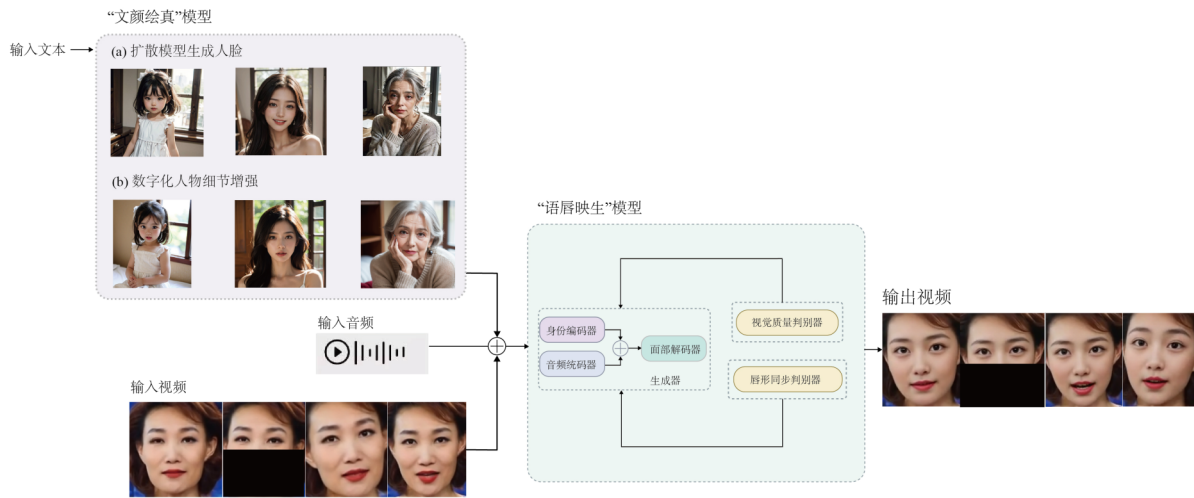 “文颜绘真”模型
输入文本
(a) 扩散模型生成人脸
(b) 数字化人物细节增强
“语唇映生”模型
输入音频
输入视频
身份编码器
音频统码器
面部解码器
生成器
视觉质量判别器
唇形同步判别器
输出视频